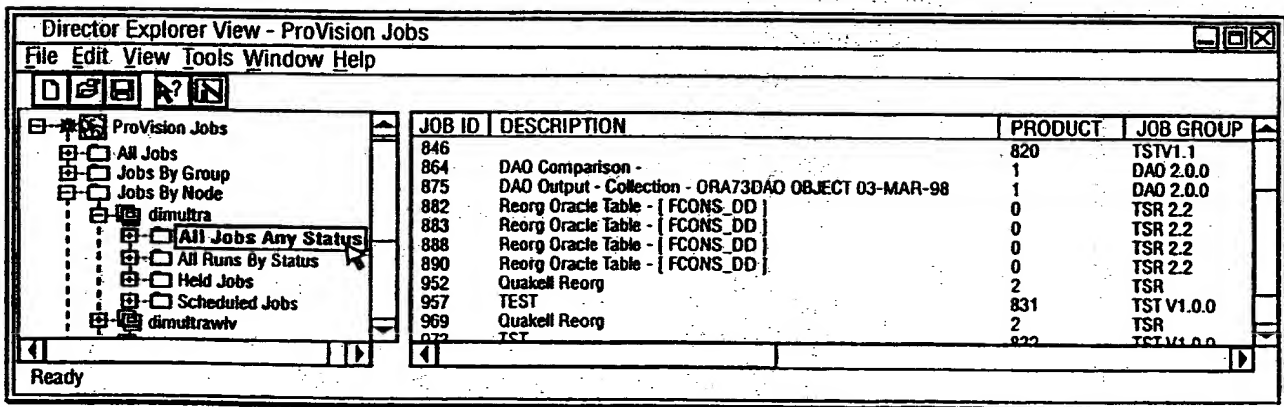 Director Explorer View - ProVision Jobs
File Edit View Tools Window Help
ProVision Jobs
All Jobs
Jobs By Group
Jobs By Node
dimultra
All Jobs Any Status
All Runs By Status
Held Jobs
Scheduled Jobs
dimultrawlv
JOB ID DESCRIPTION PRODUCT JOB GROUP
846 820 TSTV1.1
864 DAO Comparison - 1 DAO 2.0.0
875 DAO Output - Collection - ORA73DAO OBJECT 03-MAR-98 1 DAO 2.0.0
882 Reorg Oracle Table - [ FCONS_DD ] 0 TSR 2.2
883 Reorg Oracle Table - [ FCONS_DD ] 0 TSR 2.2
888 Reorg Oracle Table - [ FCONS_DD ] 0 TSR 2.2
890 Reorg Oracle Table - [ FCONS_DD ] 0 TSR 2.2
952 Quakell Reorg 2 TSR
957 TEST 831 TST V1.0.0
969 Quakell Reorg 2 TSR
TST TST V1.0.0
Ready